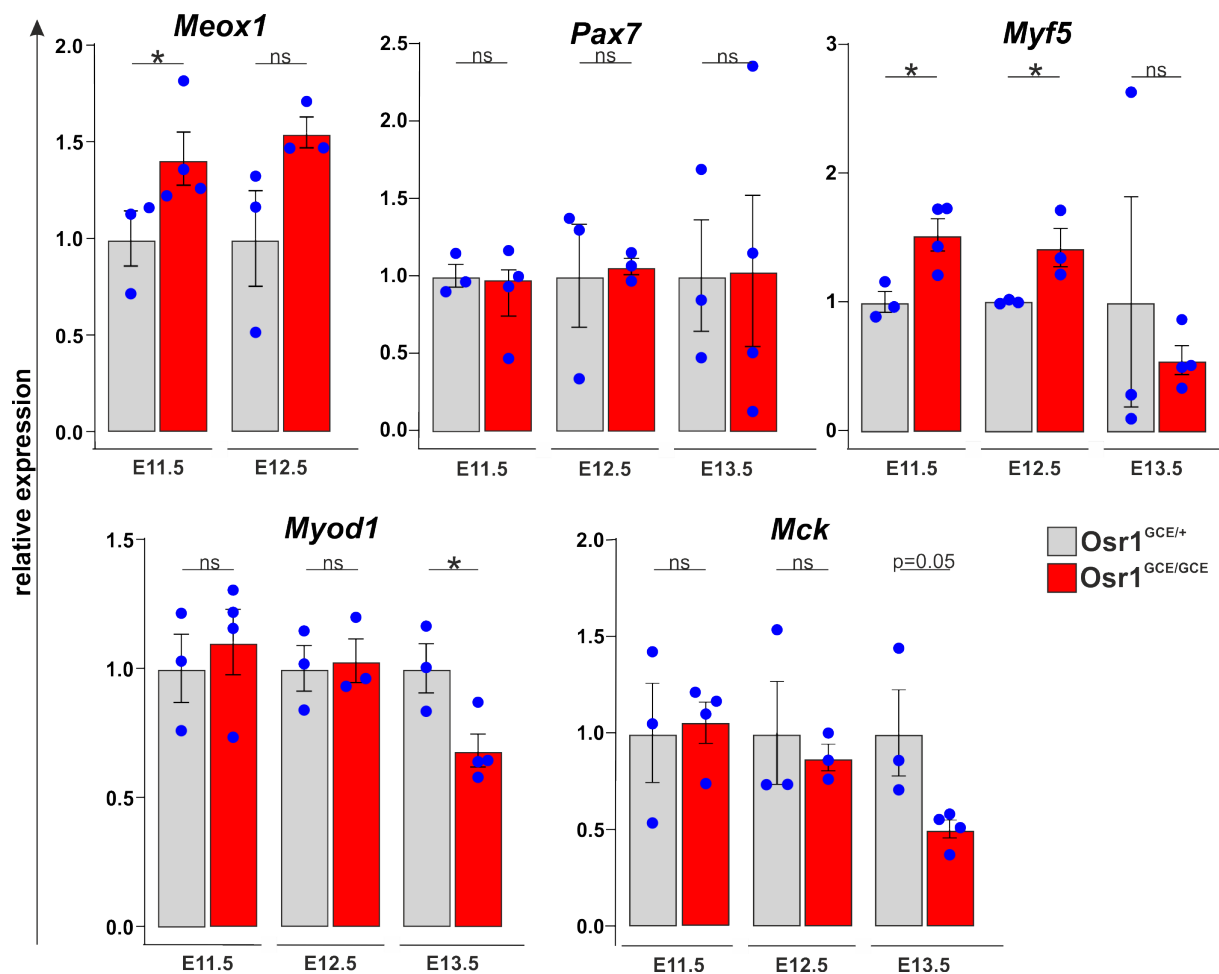 relative expression
Meox1
2.0
1.5
1.0
0.5
0.0
* ns
E11.5 E12.5
Pax7
2.5
2.0
1.5
1.0
0.5
0.0
ns ns ns
E11.5 E12.5 E13.5
Myf5
3
2
1
0
* * ns
E11.5 E12.5 E13.5
Myod1
1.5
1.0
0.5
0.0
ns ns *
E11.5 E12.5 E13.5
Mck
2.0
1.5
1.0
0.5
0.0
ns ns p=0.05
E11.5 E12.5 E13.5
Osr1GCE/+
Osr1GCE/GCE